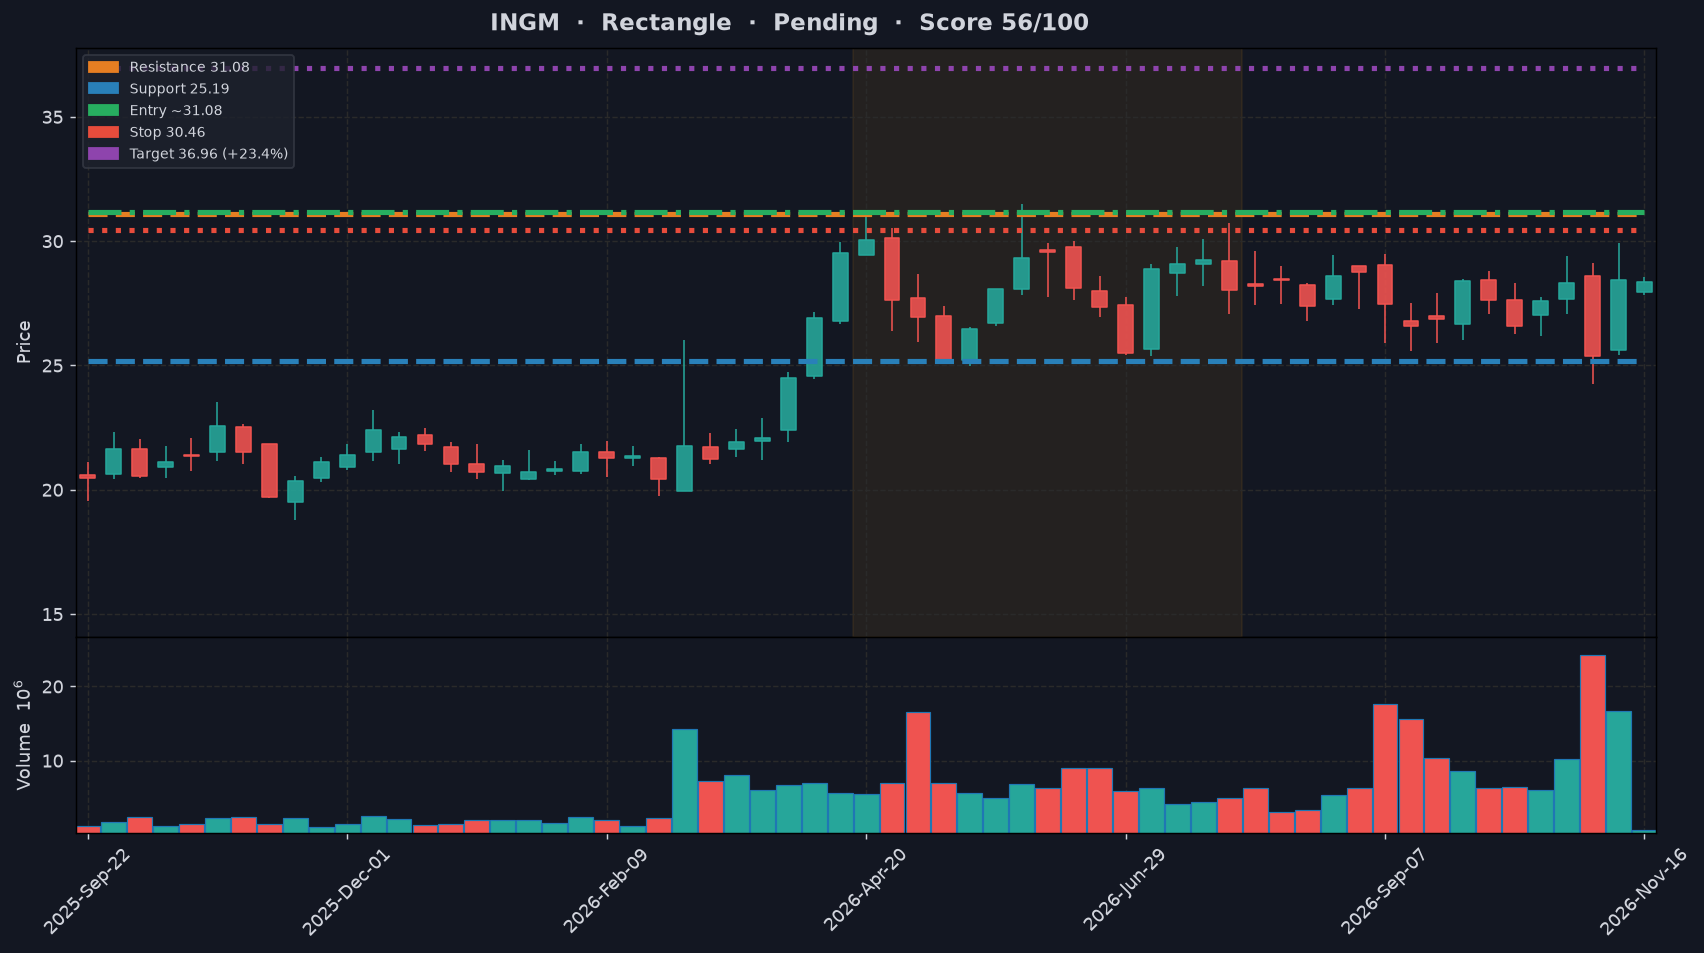 INGM · Rectangle · Pending · Score 56/100
Resistance 31.08
Support 25.19
Entry ~31.08
Stop 30.46
Target 36.96 (+23.4%)
Price
35
30
25
20
15
Volume 10⁶
20
10
2025-Sep-22
2025-Dec-01
2026-Feb-09
2026-Apr-20
2026-Jun-29
2026-Sep-07
2026-Nov-16